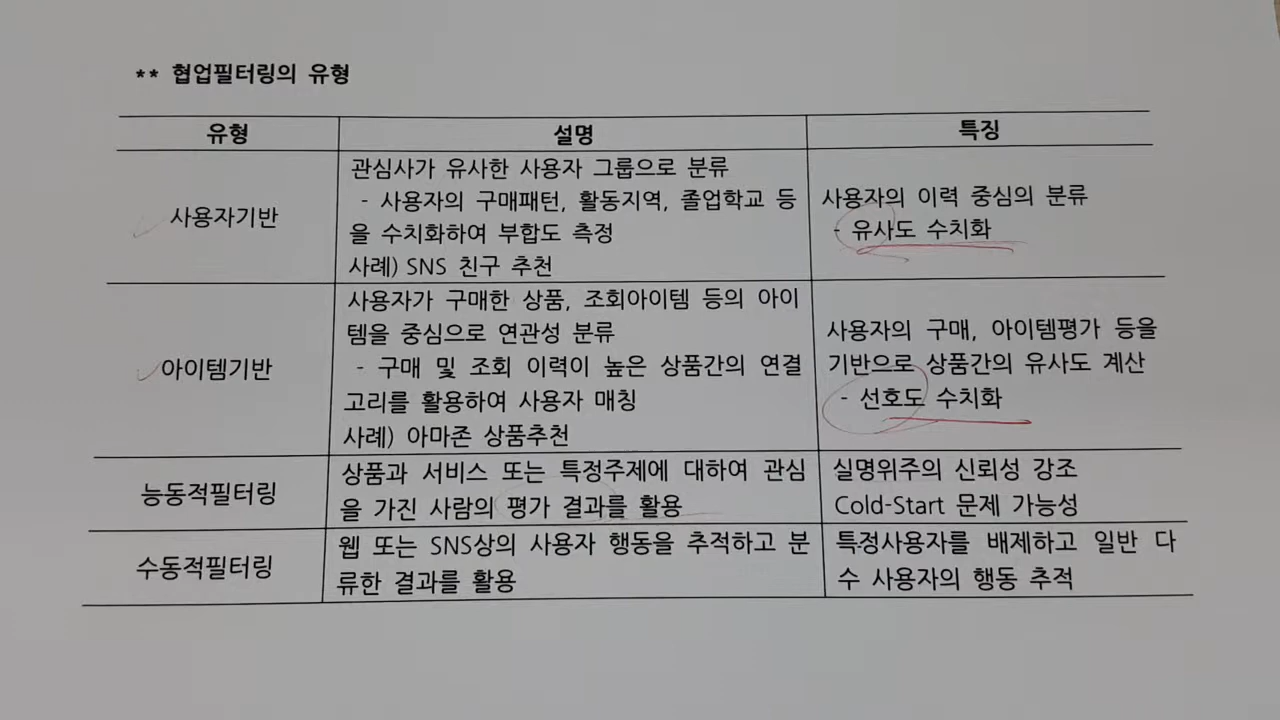 ** 협업필터링의 유형
유형 설명 특징
관심사가 유사한 사용자 그룹으로 분류
- 사용자의 구매패턴, 활동지역, 졸업학교 등
을 수치화하여 부합도 측정
사례) SNS 친구 추천
사용자기반
사용자의 이력 중심의 분류
- 유사도 수치화
사용자가 구매한 상품, 조회아이템 등의 아이
템을 중심으로 연관성 분류
- 구매 및 조회 이력이 높은 상품간의 연결
고리를 활용하여 사용자 매칭
사례) 아마존 상품추천
아이템기반
사용자의 구매, 아이템평가 등을
기반으로 상품간의 유사도 계산
- 선호도 수치화
능동적필터링
상품과 서비스 또는 특정주제에 대하여 관심
을 가진 사람의 평가 결과를 활용
실명위주의 신뢰성 강조
Cold-Start 문제 가능성
수동적필터링
웹 또는 SNS상의 사용자 행동을 추적하고 분
류한 결과를 활용
특정사용자를 배제하고 일반 다
수 사용자의 행동 추적